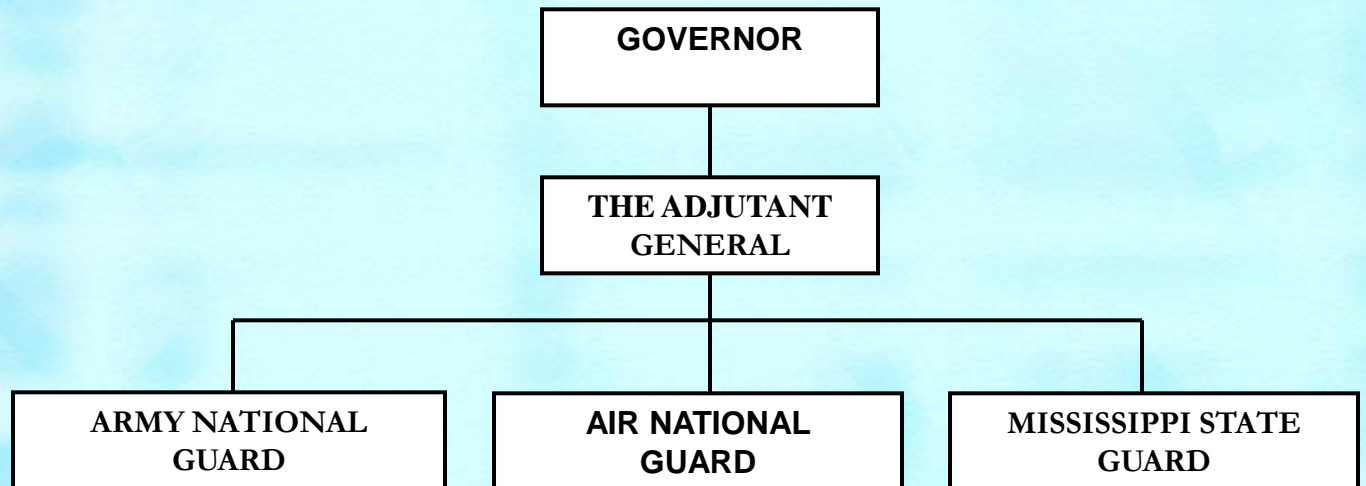 GOVERNOR
THE ADJUTANT
GENERAL
ARMY NATIONAL
GUARD
AIR NATIONAL
GUARD
MISSISSIPPI STATE
GUARD